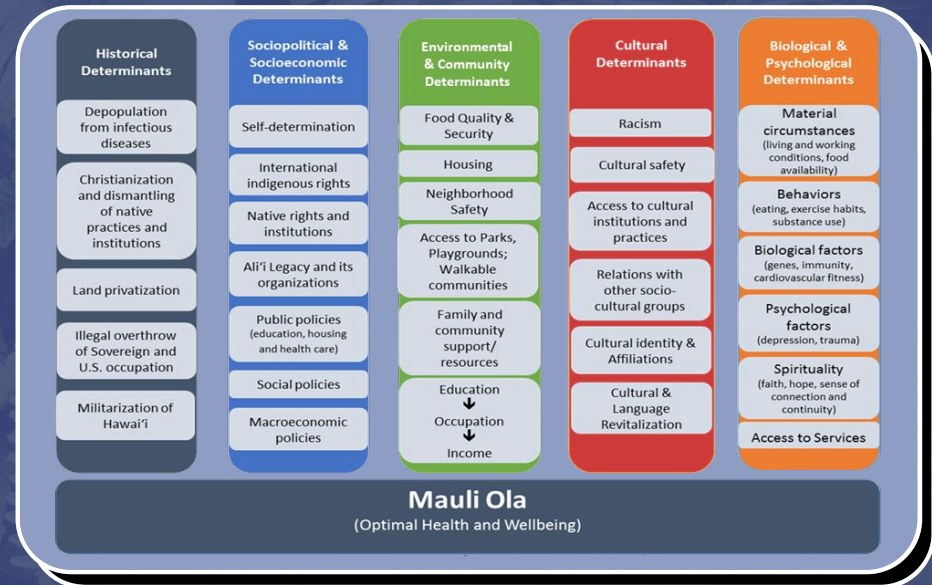 Historical
Determinants
Depopulation
from infectious
diseases
Christianization
and dismantling
of native
practices and
institutions
Land privatization
Illegal overthrow
of Sovereign and
U.S. occupation
Militarization of
Hawai‘i
Sociopolitical &
Socioeconomic
Determinants
Self-determination
International
indigenous rights
Native rights and
institutions
Ali‘i Legacy and its
organizations
Public policies
(education, housing
and health care)
Social policies
Macroeconomic
policies
Environmental
& Community
Determinants
Food Quality &
Security
Housing
Neighborhood
Safety
Access to Parks,
Playgrounds;
Walkable
communities
Family and
community
support/
resources
Education
↓
Occupation
↓
Income
Cultural
Determinants
Racism
Cultural safety
Access to cultural
institutions and
practices
Relations with
other socio-
cultural groups
Cultural identity &
Affiliations
Cultural &
Language
Revitalization
Biological &
Psychological
Determinants
Material
circumstances
(living and working
conditions, food
availability)
Behaviors
(eating, exercise habits,
substance use)
Biological factors
(genes, immunity,
cardiovascular fitness)
Psychological
factors
(depression, trauma)
Spirituality
(faith, hope, sense of
connection and
continuity)
Access to Services
Mauli Ola
(Optimal Health and Wellbeing)